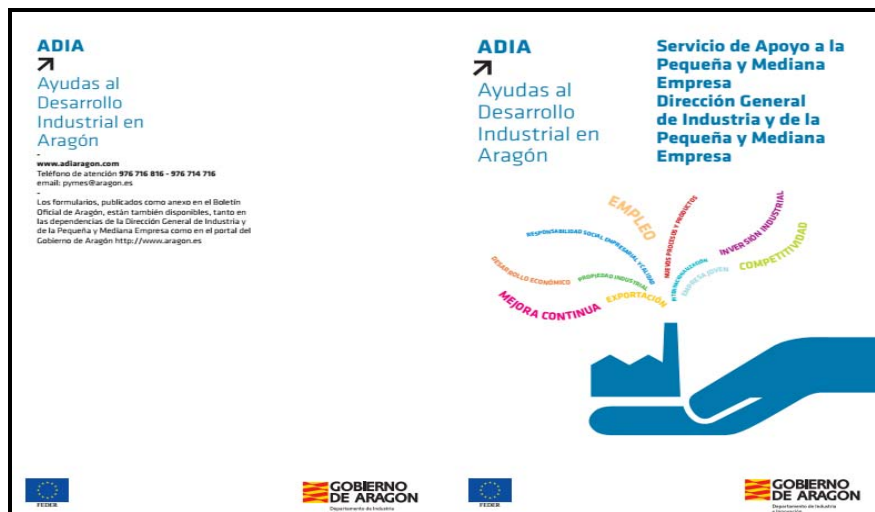 ADIA
Ayudas al
Desarrollo
Industrial en
Aragón
-
www.adiaragon.com
Teléfono de atención 976 716 816 - 976 714 716
email: pymes@aragon.es
-
Los formularios, publicados como anexo en el Boletín
Oficial de Aragón, están también disponibles, tanto en
las dependencias de la Dirección General de Industria y
de la Pequeña y Mediana Empresa como en el portal del
Gobierno de Aragón http://www.aragon.es
FEDER
GOBIERNO
DE ARAGON
Departamento de Industria
ADIA
Ayudas al
Desarrollo
Industrial en
Aragón
Servicio de Apoyo a la
Pequeña y Mediana
Empresa
Dirección General
de Industria y de la
Pequeña y Mediana
Empresa
EMPLEO
NUEVOS PROCESOS Y PRODUCTOS
INVERSIÓN INDUSTRIAL
RESPONSABILIDAD SOCIAL EMPRESARIAL Y CALIDAD
COMPETITIVIDAD
DESARROLLO ECONÓMICO
PROPIEDAD INDUSTRIAL
INTERNACIONALIZACIÓN
EMPRESA JOVEN
MEJORA CONTINUA
EXPORTACIÓN
FEDER
GOBIERNO
DE ARAGON
Departamento de Industria
e Innovación